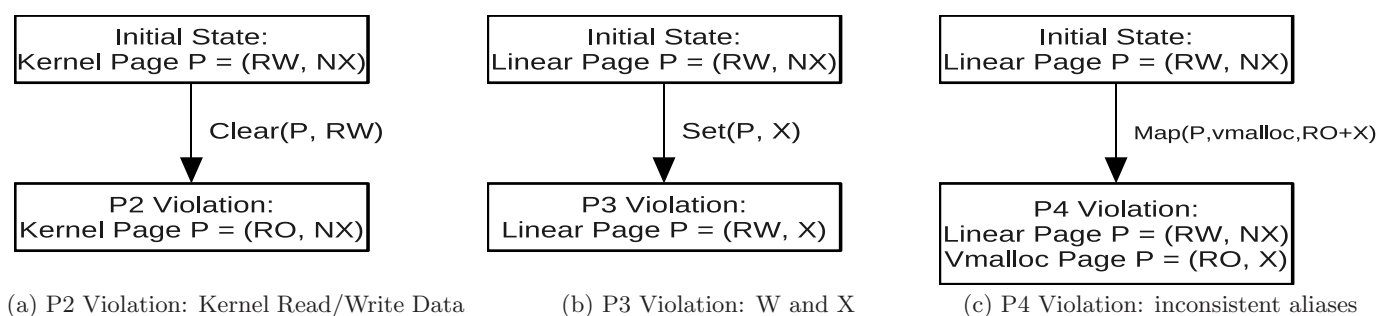 Initial State:
Kernel Page P = (RW, NX)
Clear(P, RW)
P2 Violation:
Kernel Page P = (RO, NX)
(a) P2 Violation: Kernel Read/Write Data
Initial State:
Linear Page P = (RW, NX)
Set(P, X)
P3 Violation:
Linear Page P = (RW, X)
(b) P3 Violation: W and X
Initial State:
Linear Page P = (RW, NX)
Map(P,vmalloc,RO+X)
P4 Violation:
Linear Page P = (RW, NX)
Vmalloc Page P = (RO, X)
(c) P4 Violation: inconsistent aliases